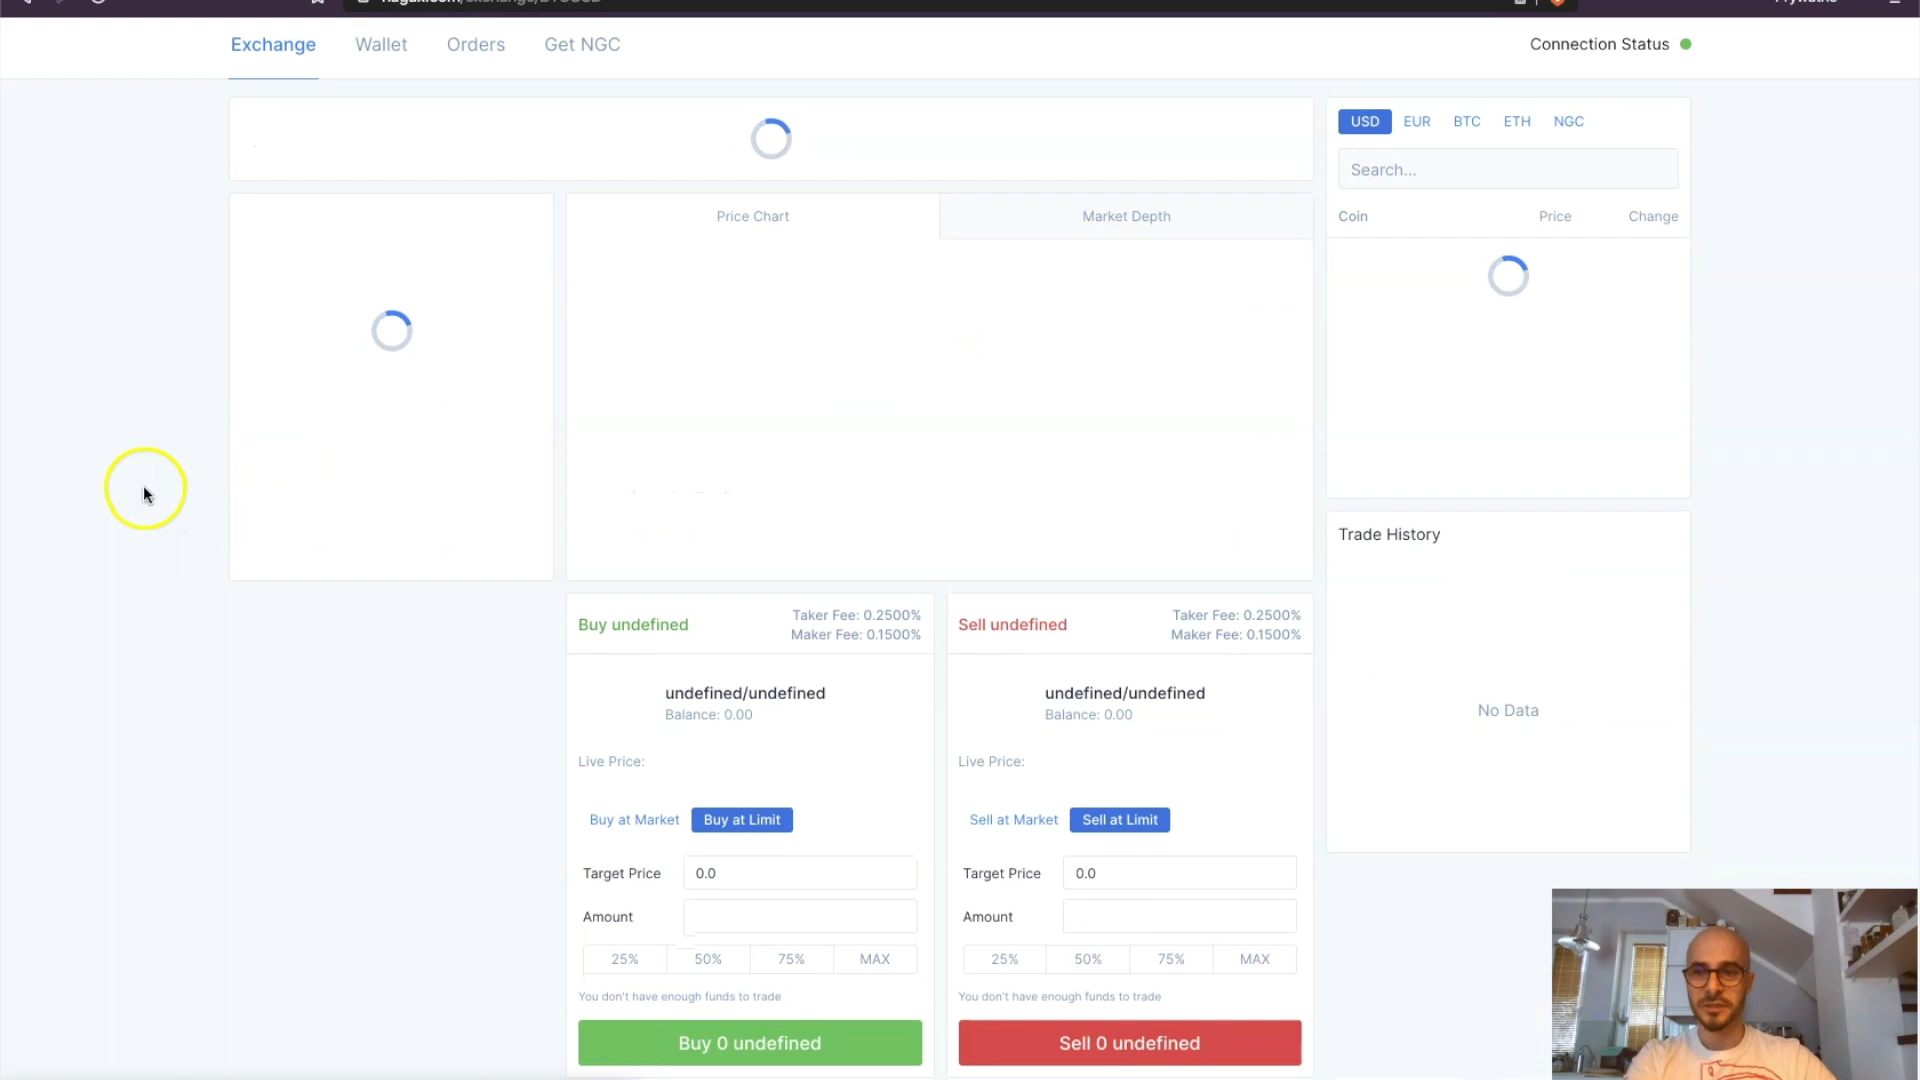 Exchange Wallet Orders Get NGC Connection Status
USD EUR BTC ETH NGC
Search...
Coin Price Change
Price Chart Market Depth
Trade History
No Data
Buy undefined Taker Fee: 0.2500%
Maker Fee: 0.1500%
undefined/undefined
Balance: 0.00
Live Price:
Buy at Market Buy at Limit
Target Price 0.0
Amount
25% 50% 75% MAX
You don't have enough funds to trade
Buy 0 undefined
Sell undefined Taker Fee: 0.2500%
Maker Fee: 0.1500%
undefined/undefined
Balance: 0.00
Live Price:
Sell at Market Sell at Limit
Target Price 0.0
Amount
25% 50% 75% MAX
You don't have enough funds to trade
Sell 0 undefined